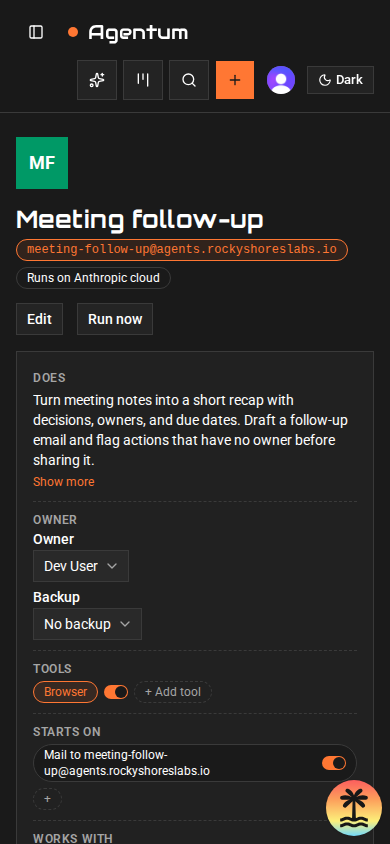 Agentum
+
Dark
MF
Meeting follow-up
meeting-follow-up@agents.rockyshoreslabs.io
Runs on Anthropic cloud
Edit
Run now
DOES
Turn meeting notes into a short recap with
decisions, owners, and due dates. Draft a follow-up
email and flag actions that have no owner before
sharing it.
Show more
OWNER
Owner
Dev User
Backup
No backup
TOOLS
Browser
+ Add tool
STARTS ON
Mail to meeting-follow-
up@agents.rockyshoreslabs.io
+
WORKS WITH